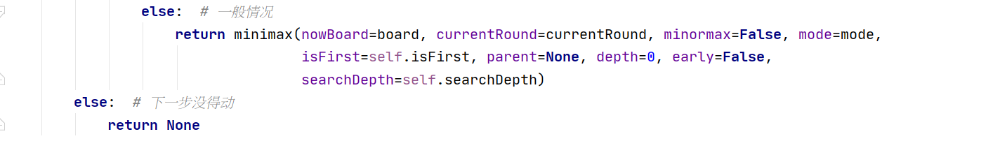 else:  # 一般情况
return minimax(nowBoard=board, currentRound=currentRound, minormax=False, mode=mode,
isFirst=self.isFirst, parent=None, depth=0, early=False,
searchDepth=self.searchDepth)
else:  # 下一步没得动
return None